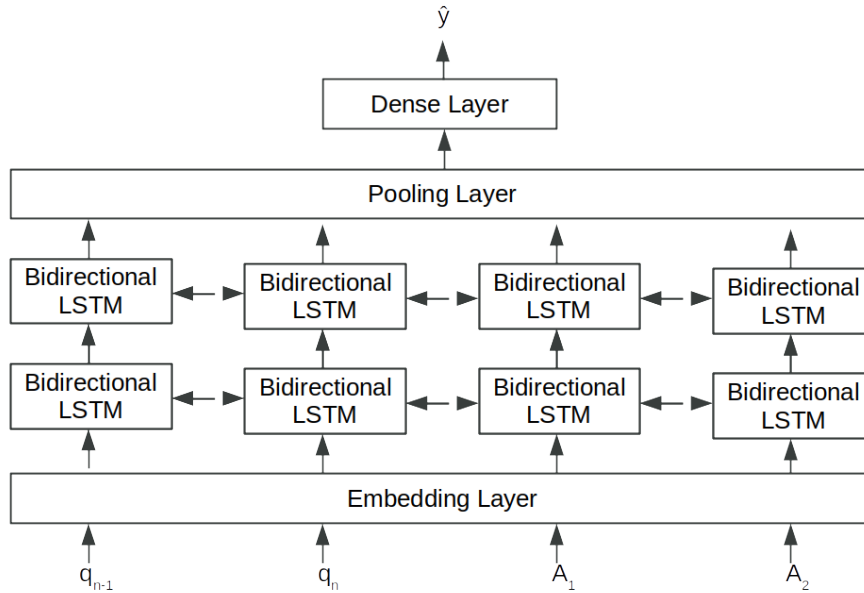 ŷ
Dense Layer
Pooling Layer
Bidirectional
LSTM
Bidirectional
LSTM
Bidirectional
LSTM
Bidirectional
LSTM
Bidirectional
LSTM
Bidirectional
LSTM
Bidirectional
LSTM
Bidirectional
LSTM
Embedding Layer
qₙ₋₁ qₙ A₁ A₂